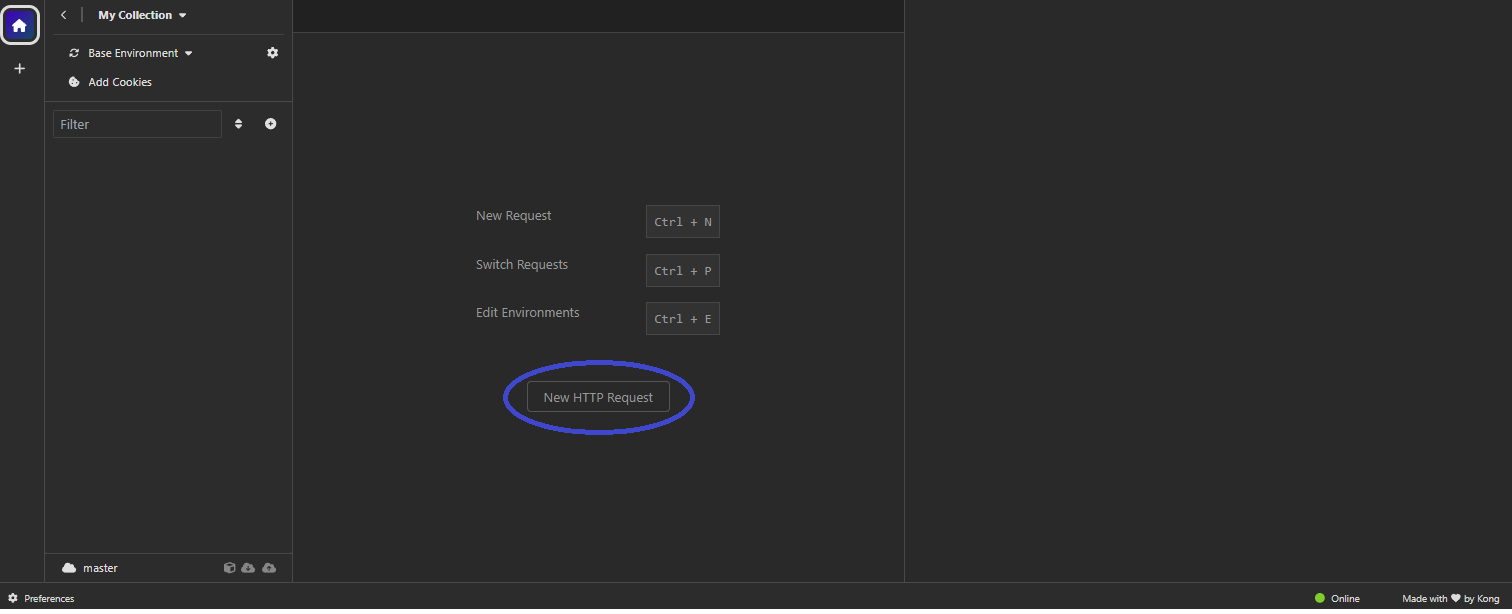 My Collection
Base Environment
Add Cookies
Filter
New Request
Ctrl + N
Switch Requests
Ctrl + P
Edit Environments
Ctrl + E
New HTTP Request
master
Preferences
Online
Made with by Kong